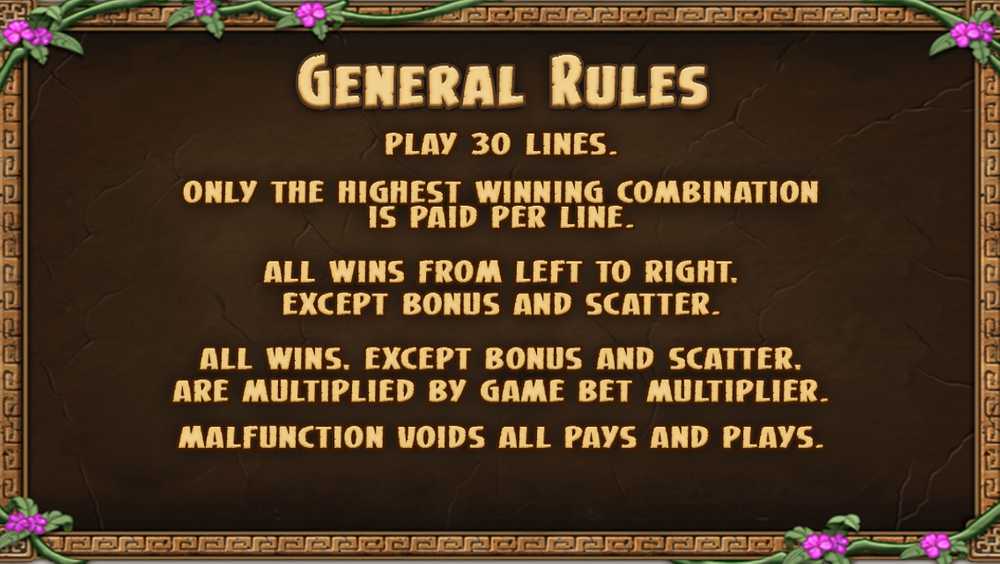 GENERAL RULES
PLAY 30 LINES.
ONLY THE HIGHEST WINNING COMBINATION
IS PAID PER LINE.
ALL WINS FROM LEFT TO RIGHT,
EXCEPT BONUS AND SCATTER.
ALL WINS, EXCEPT BONUS AND SCATTER,
ARE MULTIPLIED BY GAME BET MULTIPLIER.
MALFUNCTION VOIDS ALL PAYS AND PLAYS.